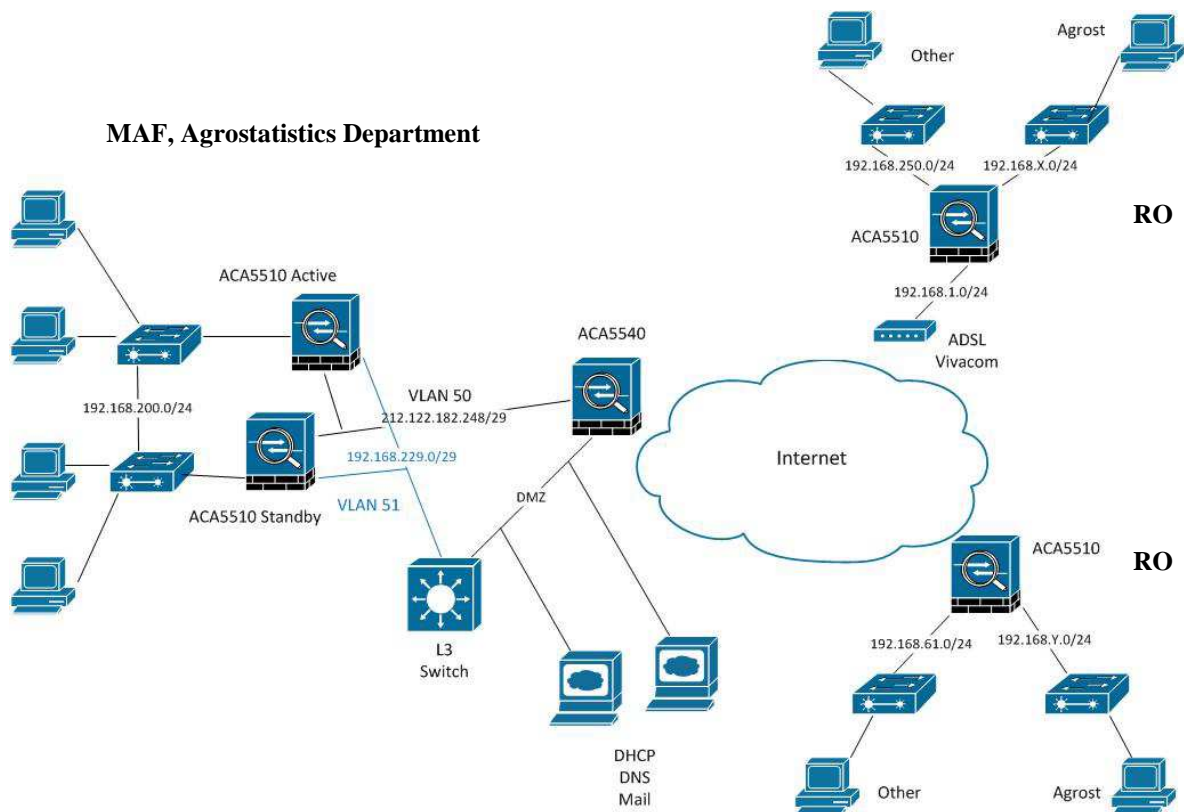 Other
Agrost
MAF, Agrostatistics Department
192.168.250.0/24
192.168.X.0/24
RO
ACA5510
ACA5510 Active
192.168.1.0/24
ACA5540
ADSL
Vivacom
VLAN 50
192.168.200.0/24
212.122.182.248/29
192.168.229.0/29
Internet
VLAN 51
DMZ
ACA5510 Standby
ACA5510
RO
L3
Switch
192.168.61.0/24
192.168.Y.0/24
DHCP
DNS
Mail
Other
Agrost